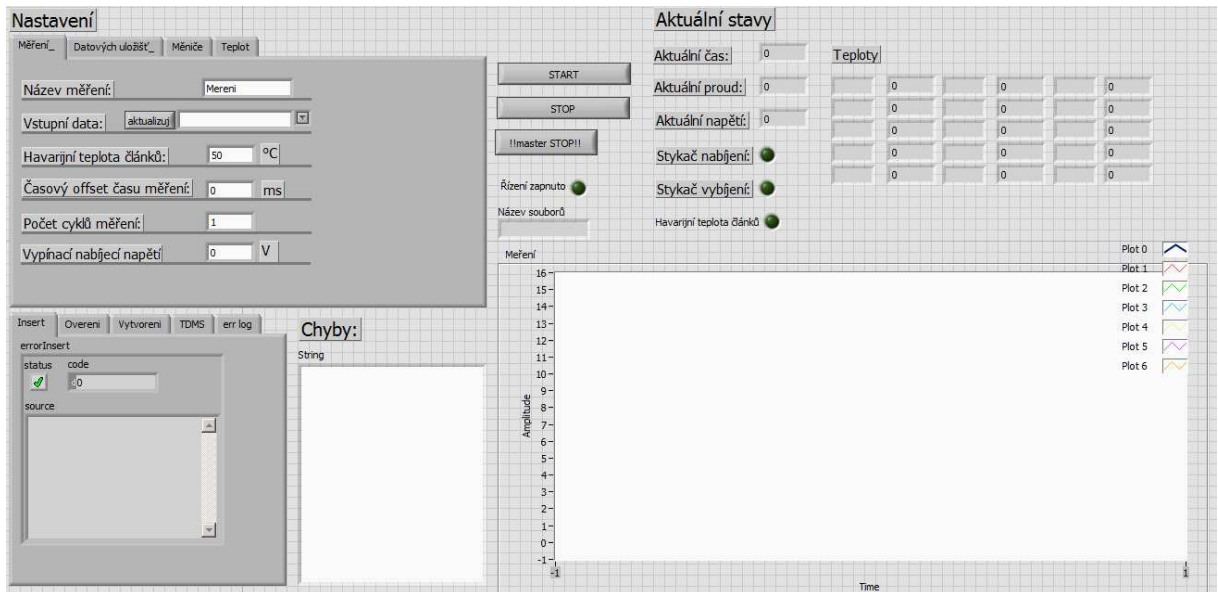 Nastavení
Měření_ Datových uložišť_ Měniče Teplot
Název měření: Mereni
Vstupní data: aktualizuj
Havarijní teplota článků: 50 °C
Časový offset času měření: 0 ms
Počet cyklů měření: 1
Vypínací nabíjecí napětí 0 V
START
STOP
!!master STOP!!
Řízení zapnuto
Název souborů
Aktuální stavy
Aktuální čas: 0
Aktuální proud: 0
Aktuální napětí: 0
Stykač nabíjení:
Stykač vybíjení:
Havarijní teplota článků
Teploty
0 0 0
0 0 0
0 0 0
0 0 0
0 0 0
Insert Overeni Vytvoreni TDMS err log
errorInsert
status code
0
source
Chyby:
String
Meření
Plot 0
Plot 1
Plot 2
Plot 3
Plot 4
Plot 5
Plot 6
Amplitude
16
15
14
13
12
11
10
9
8
7
6
5
4
3
2
1
0
-1
-1 1
Time